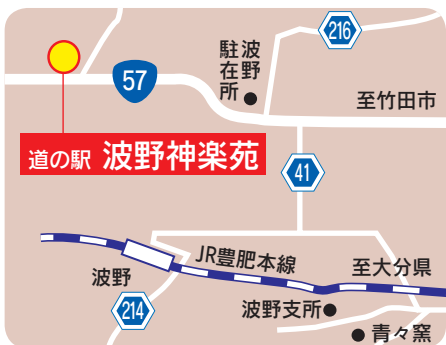 216
波野
駐在所
57
至竹田市
道の駅 波野神楽苑
41
JR豊肥本線
至大分県
波野
214
波野支所
青々窯